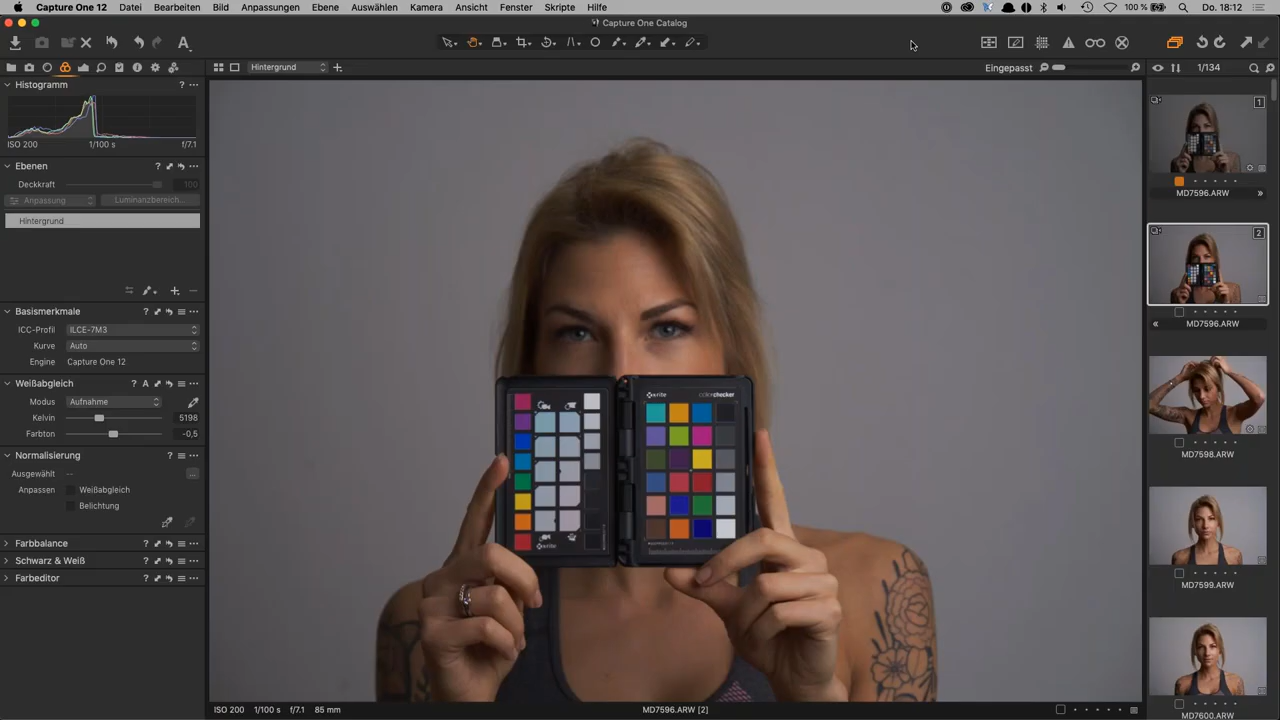 Capture One 12 Datei Bearbeiten Bild Anpassungen Ebene Auswählen Kamera Ansicht Fenster Skripte Hilfe 100 % Do. 18:12
Capture One Catalog
Hintergrund
Eingepasst
1/134
Histogramm
ISO 200 1/100 s f/7.1
Ebenen
Deckkraft 100
Anpassung Luminanzbereich...
Hintergrund
Basismerkmale
ICC-Profil ILCE-7M3
Kurve Auto
Engine Capture One 12
Weißabgleich
Modus Aufnahme
Kelvin 5198
Farbton -0,5
Normalisierung
Ausgewählt --
Anpassen Weißabgleich
Belichtung
Farbbalance
Schwarz & Weiß
Farbeditor
x-rite colorchecker
x-rite
1
MD7596.ARW
2
MD7596.ARW
MD7598.ARW
MD7599.ARW
MD7600.ARW
ISO 200 1/100 s f/7.1 85 mm
MD7596.ARW [2]